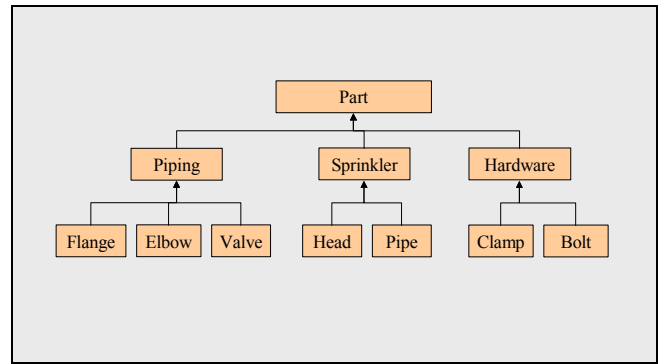 Part
Piping Sprinkler Hardware
Flange Elbow Valve Head Pipe Clamp Bolt